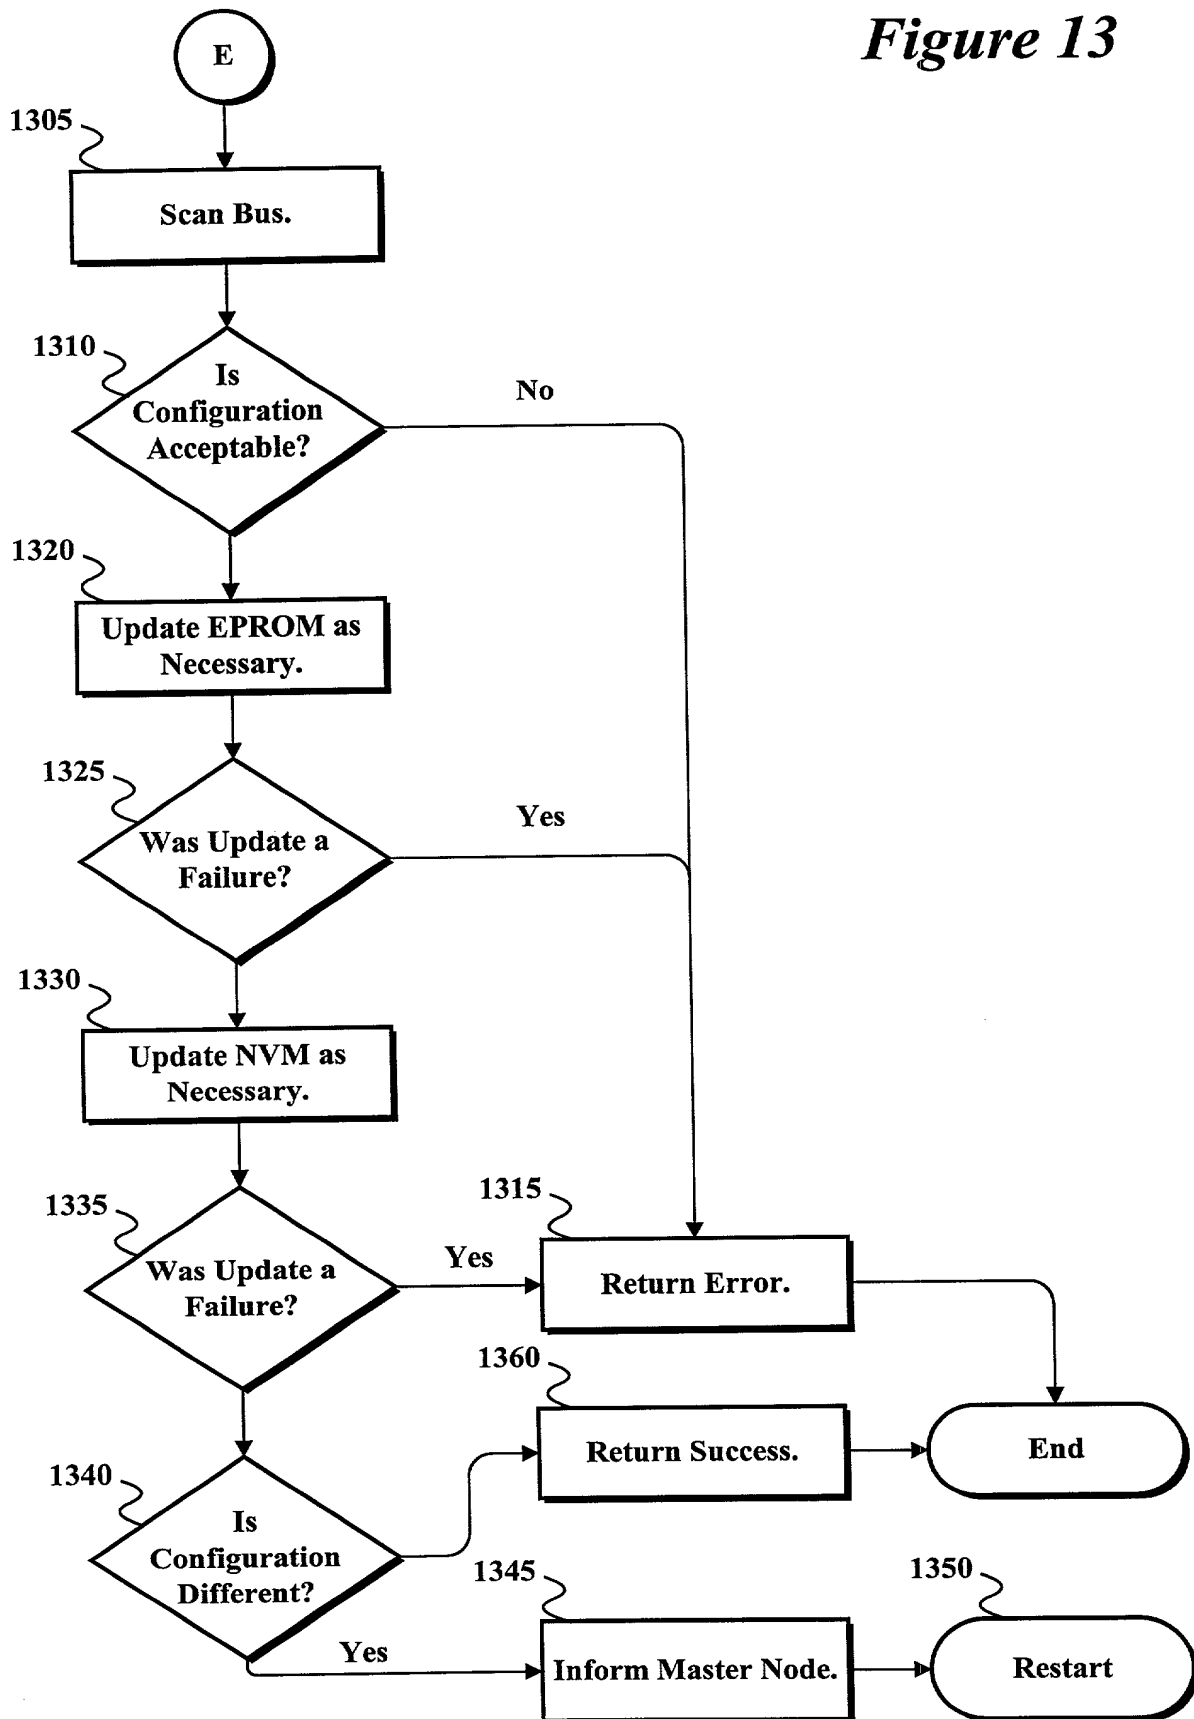 Figure 13
E
1305
Scan Bus.
1310
Is
Configuration
Acceptable?
No
1320
Update EPROM as
Necessary.
1325
Was Update a
Failure?
Yes
1330
Update NVM as
Necessary.
1335
Was Update a
Failure?
Yes
1315
Return Error.
1360
Return Success.
End
1340
Is
Configuration
Different?
Yes
1345
Inform Master Node.
1350
Restart